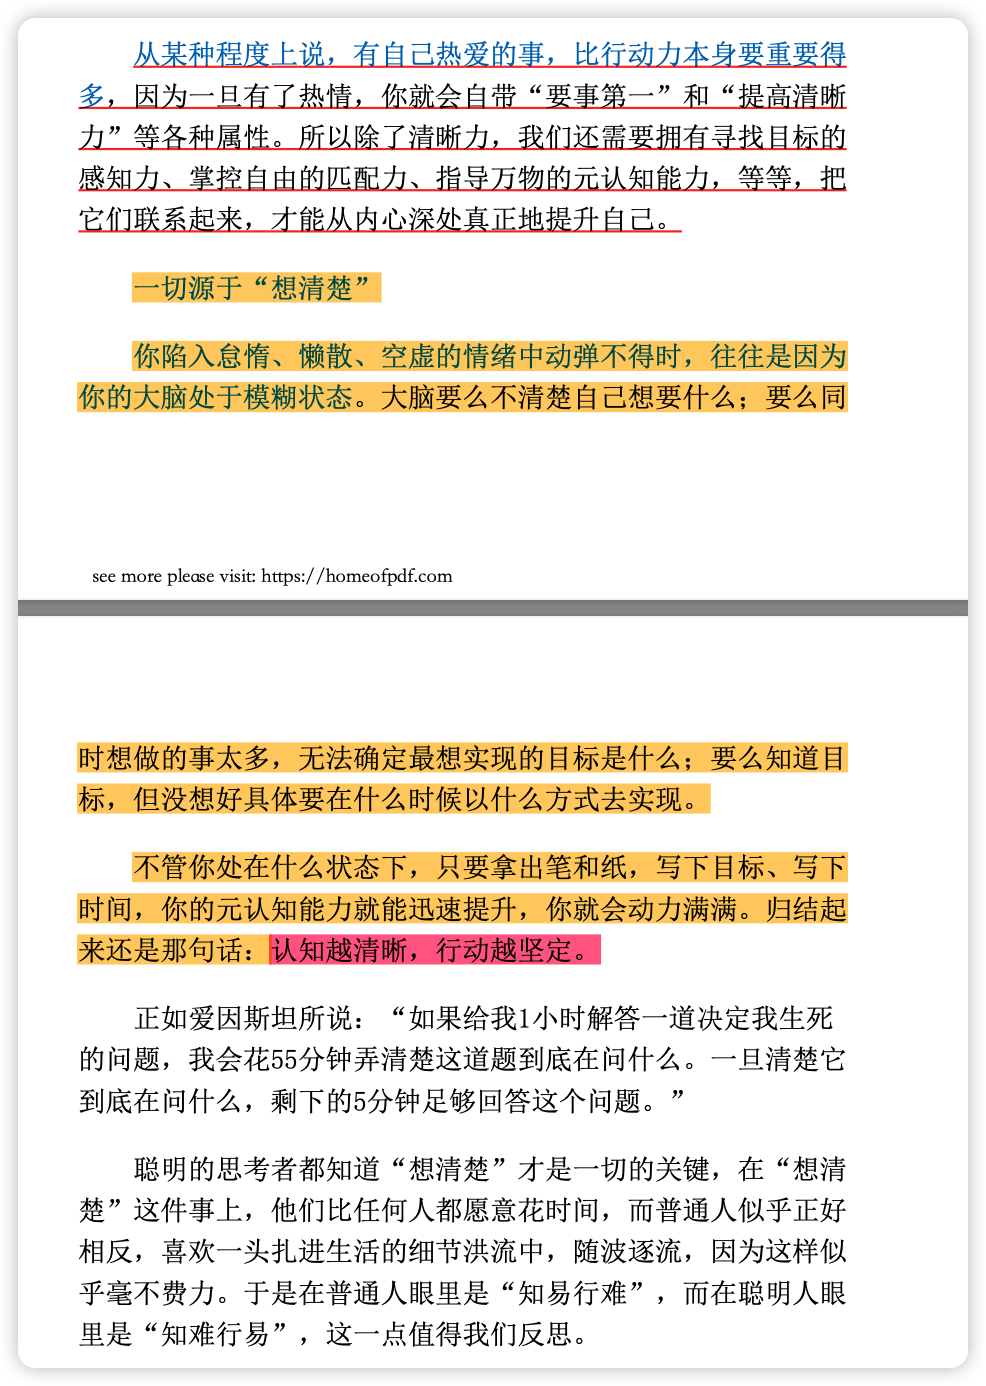 从某种程度上说，有自己热爱的事，比行动力本身要重要得
多，因为一旦有了热情，你就会自带“要事第一”和“提高清晰
力”等各种属性。所以除了清晰力，我们还需要拥有寻找目标的
感知力、掌控自由的匹配力、指导万物的元认知能力，等等，把
它们联系起来，才能从内心深处真正地提升自己。
一切源于“想清楚”
你陷入怠惰、懒散、空虚的情绪中动弹不得时，往往是因为
你的大脑处于模糊状态。大脑要么不清楚自己想要什么；要么同
see more please visit: https://homeofpdf.com
时想做的事太多，无法确定最想实现的目标是什么；要么知道目
标，但没想好具体要在什么时候以什么方式去实现。
不管你处在什么状态下，只要拿出笔和纸，写下目标、写下
时间，你的元认知能力就能迅速提升，你就会动力满满。归结起
来还是那句话：认知越清晰，行动越坚定。
正如爱因斯坦所说：“如果给我1小时解答一道决定我生死
的问题，我会花55分钟弄清楚这道题到底在问什么。一旦清楚它
到底在问什么，剩下的5分钟足够回答这个问题。”
聪明的思考者都知道“想清楚”才是一切的关键，在“想清
楚”这件事上，他们比任何人都愿意花时间，而普通人似乎正好
相反，喜欢一头扎进生活的细节洪流中，随波逐流，因为这样似
乎毫不费力。于是在普通人眼里是“知易行难”，而在聪明人眼
里是“知难行易”，这一点值得我们反思。